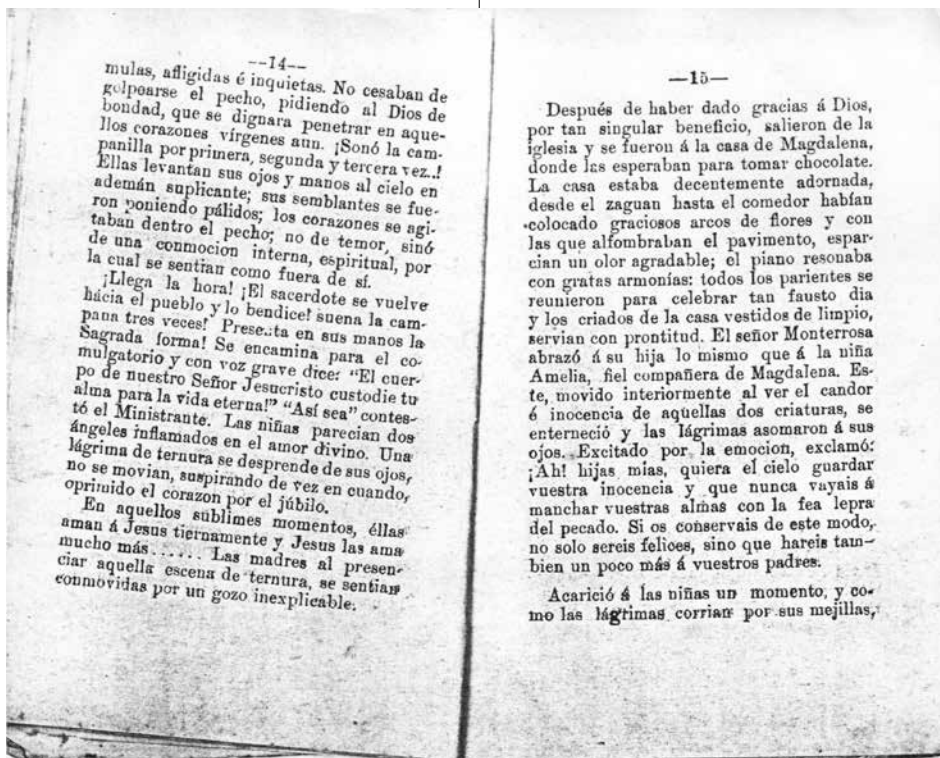 --14--
mulas, afligidas é inquietas. No cesaban de
golpearse el pecho, pidiendo al Dios de
bondad, que se dignara penetrar en aque-
llos corazones vírgenes aun. ¡Sonó la cam-
panilla por primera, segunda y tercera vez..!
Ellas levantan sus ojos y manos al cielo en
ademán suplicante; sus semblantes se fue-
ron poniendo pálidos; los corazones se agi-
taban dentro el pecho; no de temor, sinó
de una conmocion interna, espiritual, por
la cual se sentian como fuera de sí.
¡Llega la hora! ¡El sacerdote se vuelve
hácia el pueblo y lo bendice! suena la cam-
pana tres veces! Presenta en sus manos la
Sagrada forma! Se encamina para el co-
mulgatorio y con voz grave dice: "El cuer-
po de nuestro Señor Jesucristo custodie tu
alma para la vida eterna!" "Así sea" contes-
tó el Ministrante. Las niñas parecian dos
ángeles inflamados en el amor divino. Una
lágrima de ternura se desprende de sus ojos,
no se movian, suspirando de vez en cuando,
oprimido el corazon por el júbilo.
En aquellos sublimes momentos, éllas
aman á Jesus tiernamente y Jesus las ama
mucho más...... Las madres al presen-
ciar aquella escena de ternura, se sentian
conmovidas por un gozo inexplicable.
—15—
Después de haber dado gracias á Dios,
por tan singular beneficio, salieron de la
iglesia y se fueron á la casa de Magdalena,
donde las esperaban para tomar chocolate.
La casa estaba decentemente adornada,
desde el zaguan hasta el comedor habían
colocado graciosos arcos de flores y con
las que alfombraban el pavimento, espar-
cian un olor agradable; el piano resonaba
con gratas armonías: todos los parientes se
reunieron para celebrar tan fausto dia
y los criados de la casa vestidos de limpio,
servian con prontitud. El señor Monterrosa
abrazó á su hija lo mismo que á la niña
Amelia, fiel compañera de Magdalena. Es-
te, movido interiormente al ver el candor
é inocencia de aquellas dos criaturas, se
enterneció y las lágrimas asomaron á sus
ojos. Excitado por la emocion, exclamó:
¡Ah! hijas mias, quiera el cielo guardar
vuestra inocencia y que nunca vayais á
manchar vuestras almas con la fea lepra
del pecado. Si os conservais de este modo,
no solo sereis felices, sino que hareis tam-
bien un poco más á vuestros padres.
Acarició á las niñas un momento, y co-
mo las lágrimas corrian por sus mejillas,